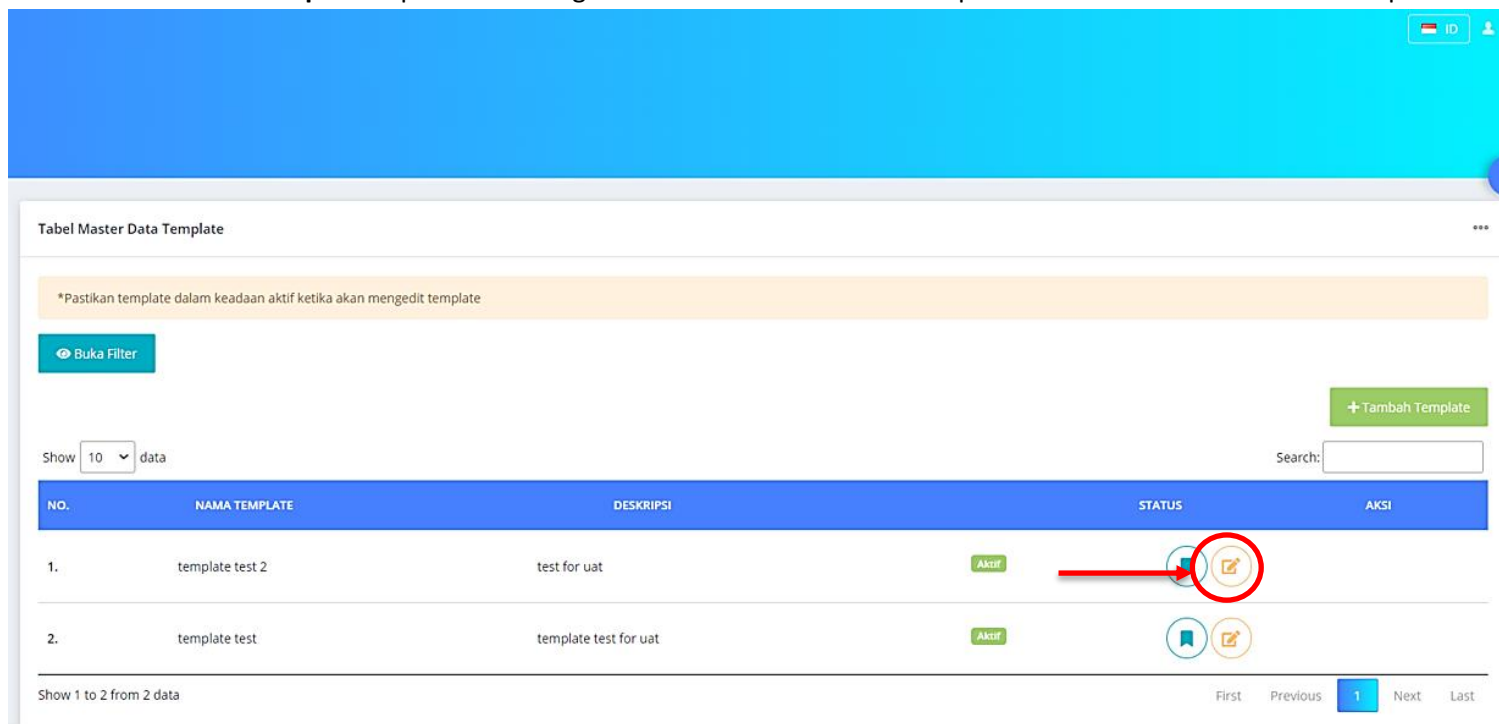 ID
Tabel Master Data Template
*Pastikan template dalam keadaan aktif ketika akan mengedit template
Buka Filter
+Tambah Template
Show 10 data
Search:
NO. NAMA TEMPLATE DESKRIPSI STATUS AKSI
1. template test 2 test for uat Aktif
2. template test template test for uat Aktif
Show 1 to 2 from 2 data
First Previous 1 Next Last